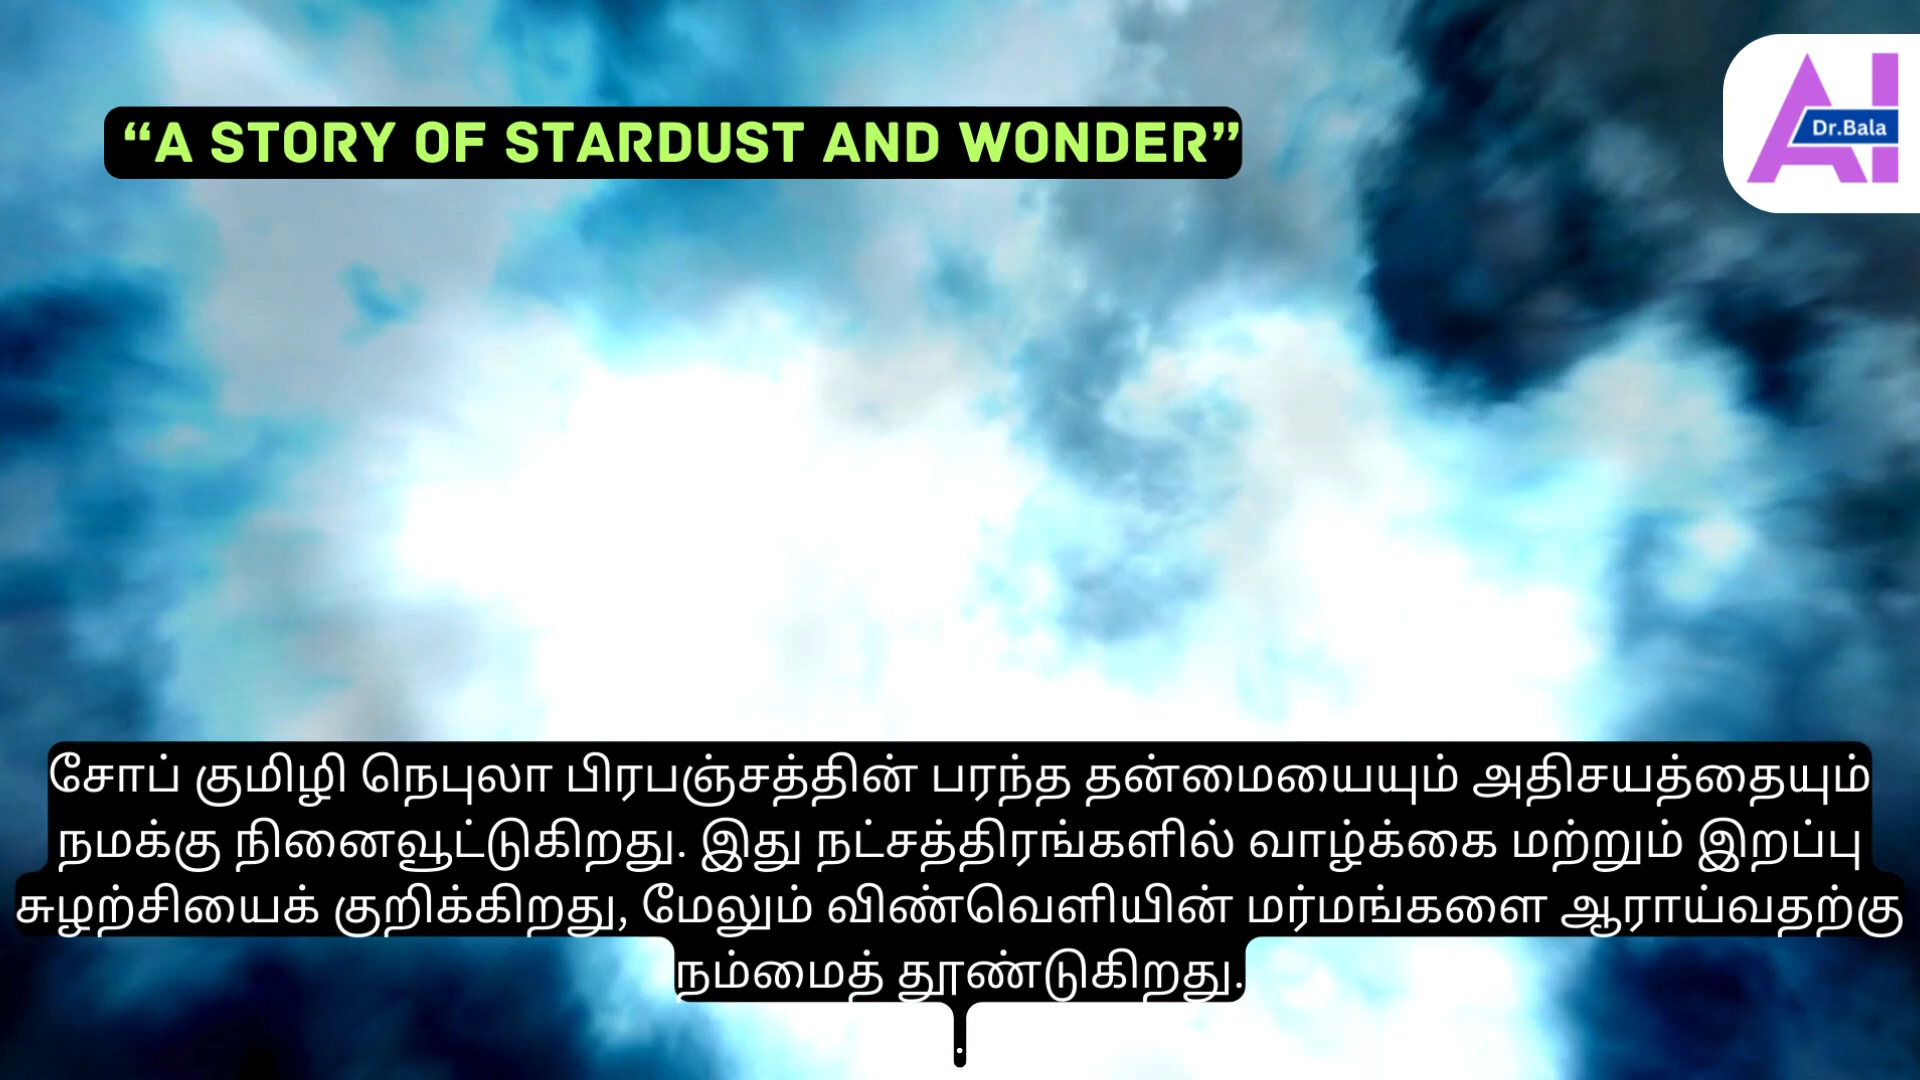 “A STORY OF STARDUST AND WONDER”
AI
Dr.Bala
சோப் குமிழி நெபுலா பிரபஞ்சத்தின் பரந்த தன்மையையும் அதிசயத்தையும்
நமக்கு நினைவூட்டுகிறது. இது நட்சத்திரங்களில் வாழ்க்கை மற்றும் இறப்பு
சுழற்சியைக் குறிக்கிறது, மேலும் விண்வெளியின் மர்மங்களை ஆராய்வதற்கு
நம்மைத் தூண்டுகிறது.
.